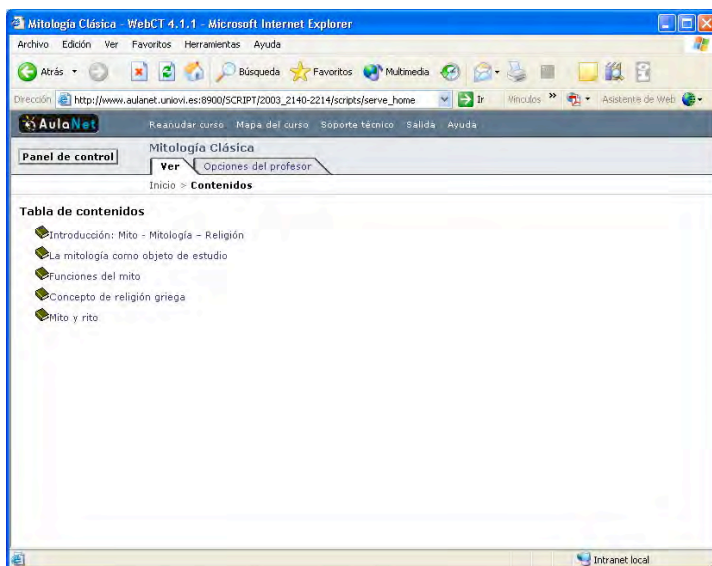 Mitología Clásica - WebCT 4.1.1 - Microsoft Internet Explorer
Archivo Edición Ver Favoritos Herramientas Ayuda
Atrás Búsqueda Favoritos Multimedia
Dirección http://www.aulanet.uniovi.es:8900/SCRIPT/2003_2140-2214/scripts/serve_home Ir Vínculos » Asistente de Web
AulaNet Reanudar curso Mapa del curso Soporte técnico Salida Ayuda
Panel de control
Mitología Clásica
Ver Opciones del profesor
Inicio > Contenidos
Tabla de contenidos
Introducción: Mito - Mitología – Religión
La mitología como objeto de estudio
Funciones del mito
Concepto de religión griega
Mito y rito
Intranet local